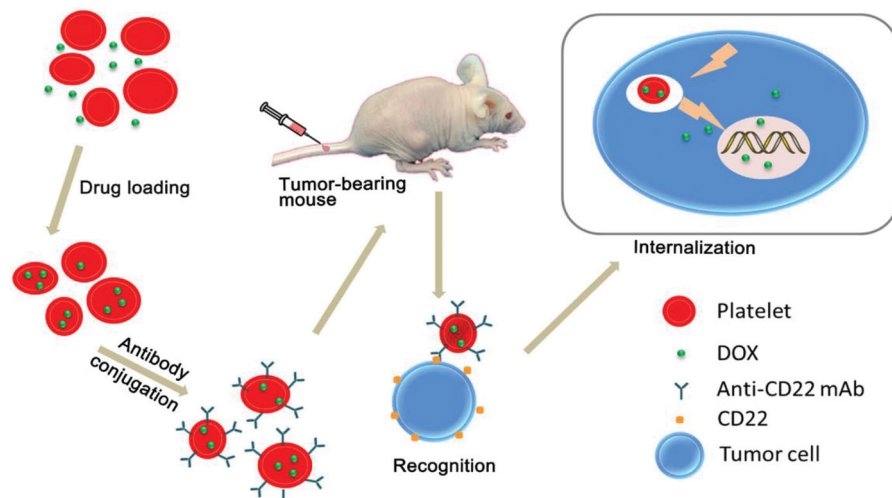 Drug loading
Tumor-bearing
mouse
Internalization
Antibody
conjugation
Recognition
Platelet
DOX
Anti-CD22 mAb
CD22
Tumor cell